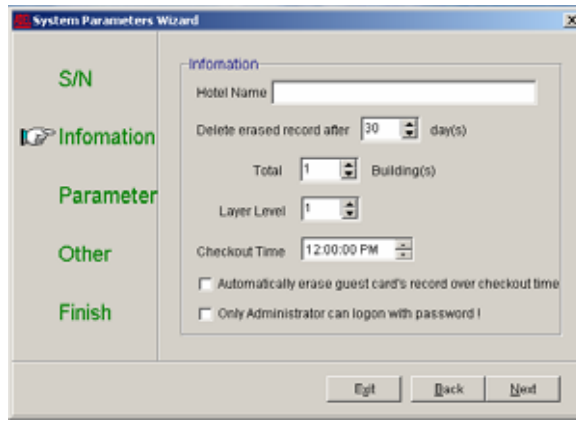 System Parameters Wizard
S/N
Infomation
Parameter
Other
Finish
Infomation
Hotel Name
Delete erased record after 30 day(s)
Total 1 Building(s)
Layer Level 1
Checkout Time 12:00:00 PM
Automatically erase guest card's record over checkout time
Only Administrator can logon with password !
Exit Back Next